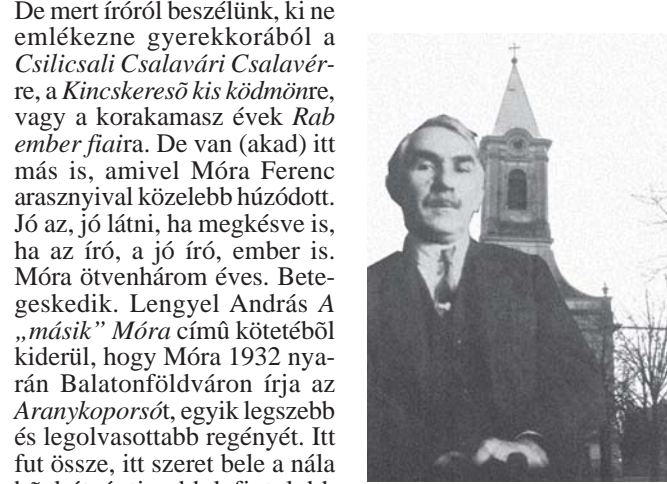 De mert íróról beszélünk, ki ne
emlékezne gyerekkorából a
Csilicsali Csalavári Csalavér-
re, a Kincskeresõ kis ködmönre,
vagy a korakamasz évek Rab
ember fiaira. De van (akad) itt
más is, amivel Móra Ferenc
arasznyival közelebb húzódott.
Jó az, jó látni, ha megkésve is,
ha az író, a jó író, ember is.
Móra ötvenhárom éves. Bete-
geskedik. Lengyel András A
„másik” Móra címû kötetébõl
kiderül, hogy Móra 1932 nya-
rán Balatonföldváron írja az
Aranykoporsót, egyik legszebb
és legolvasottabb regényét. Itt
fut össze, itt szeret bele a nála